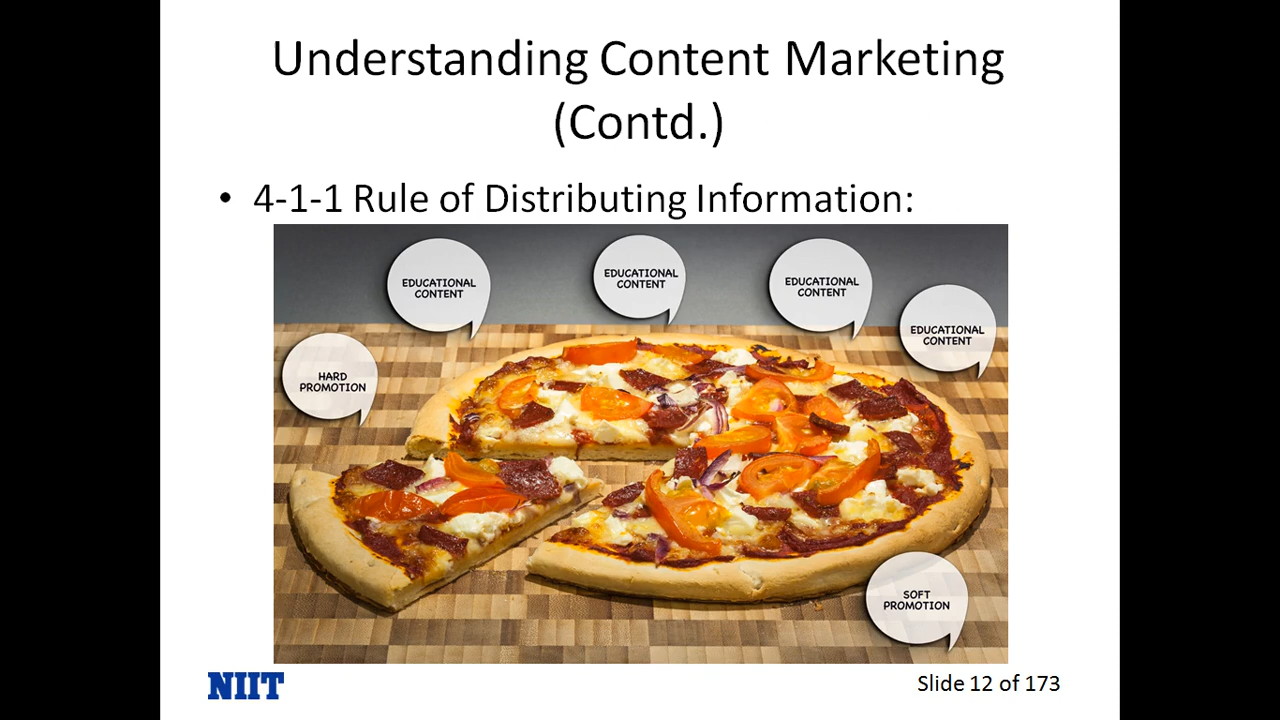 Understanding Content Marketing
(Contd.)
• 4-1-1 Rule of Distributing Information:
EDUCATIONAL
CONTENT
EDUCATIONAL
CONTENT
EDUCATIONAL
CONTENT
EDUCATIONAL
CONTENT
HARD
PROMOTION
SOFT
PROMOTION
NIIT
Slide 12 of 173